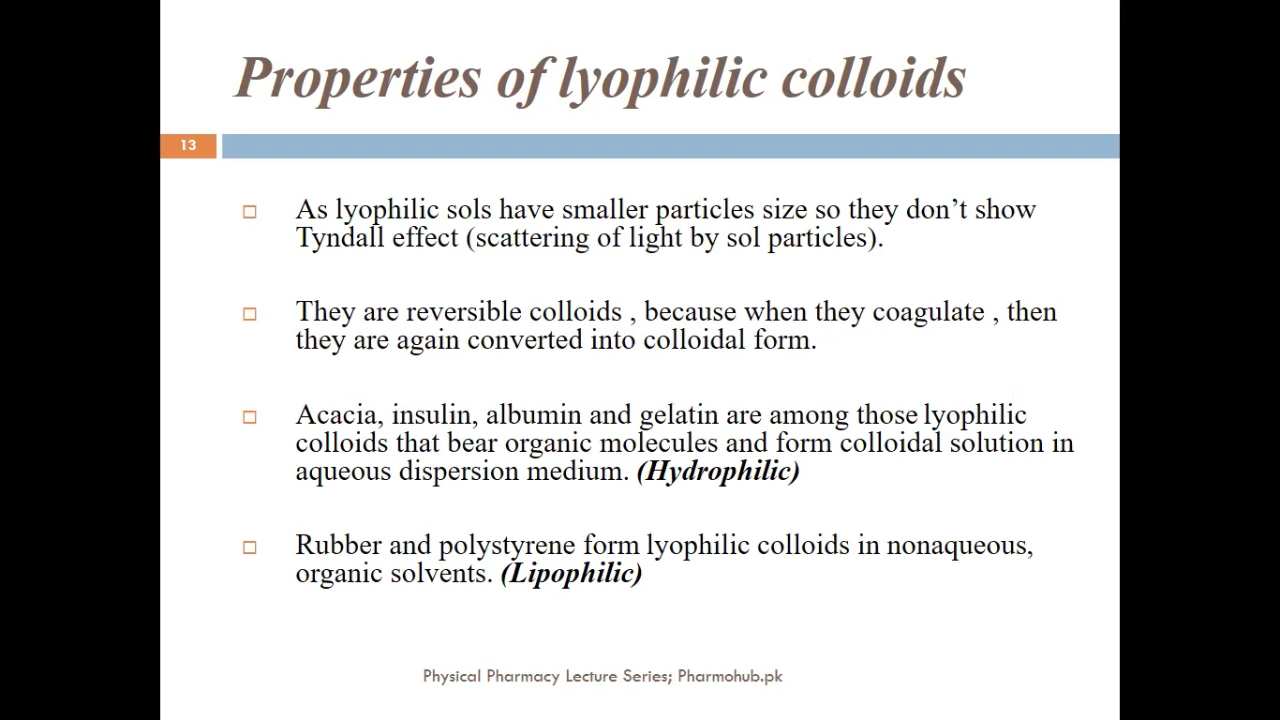 Properties of lyophilic colloids
13
As lyophilic sols have smaller particles size so they don’t show
Tyndall effect (scattering of light by sol particles).
They are reversible colloids , because when they coagulate , then
they are again converted into colloidal form.
Acacia, insulin, albumin and gelatin are among those lyophilic
colloids that bear organic molecules and form colloidal solution in
aqueous dispersion medium. (Hydrophilic)
Rubber and polystyrene form lyophilic colloids in nonaqueous,
organic solvents. (Lipophilic)
Physical Pharmacy Lecture Series; Pharmohub.pk